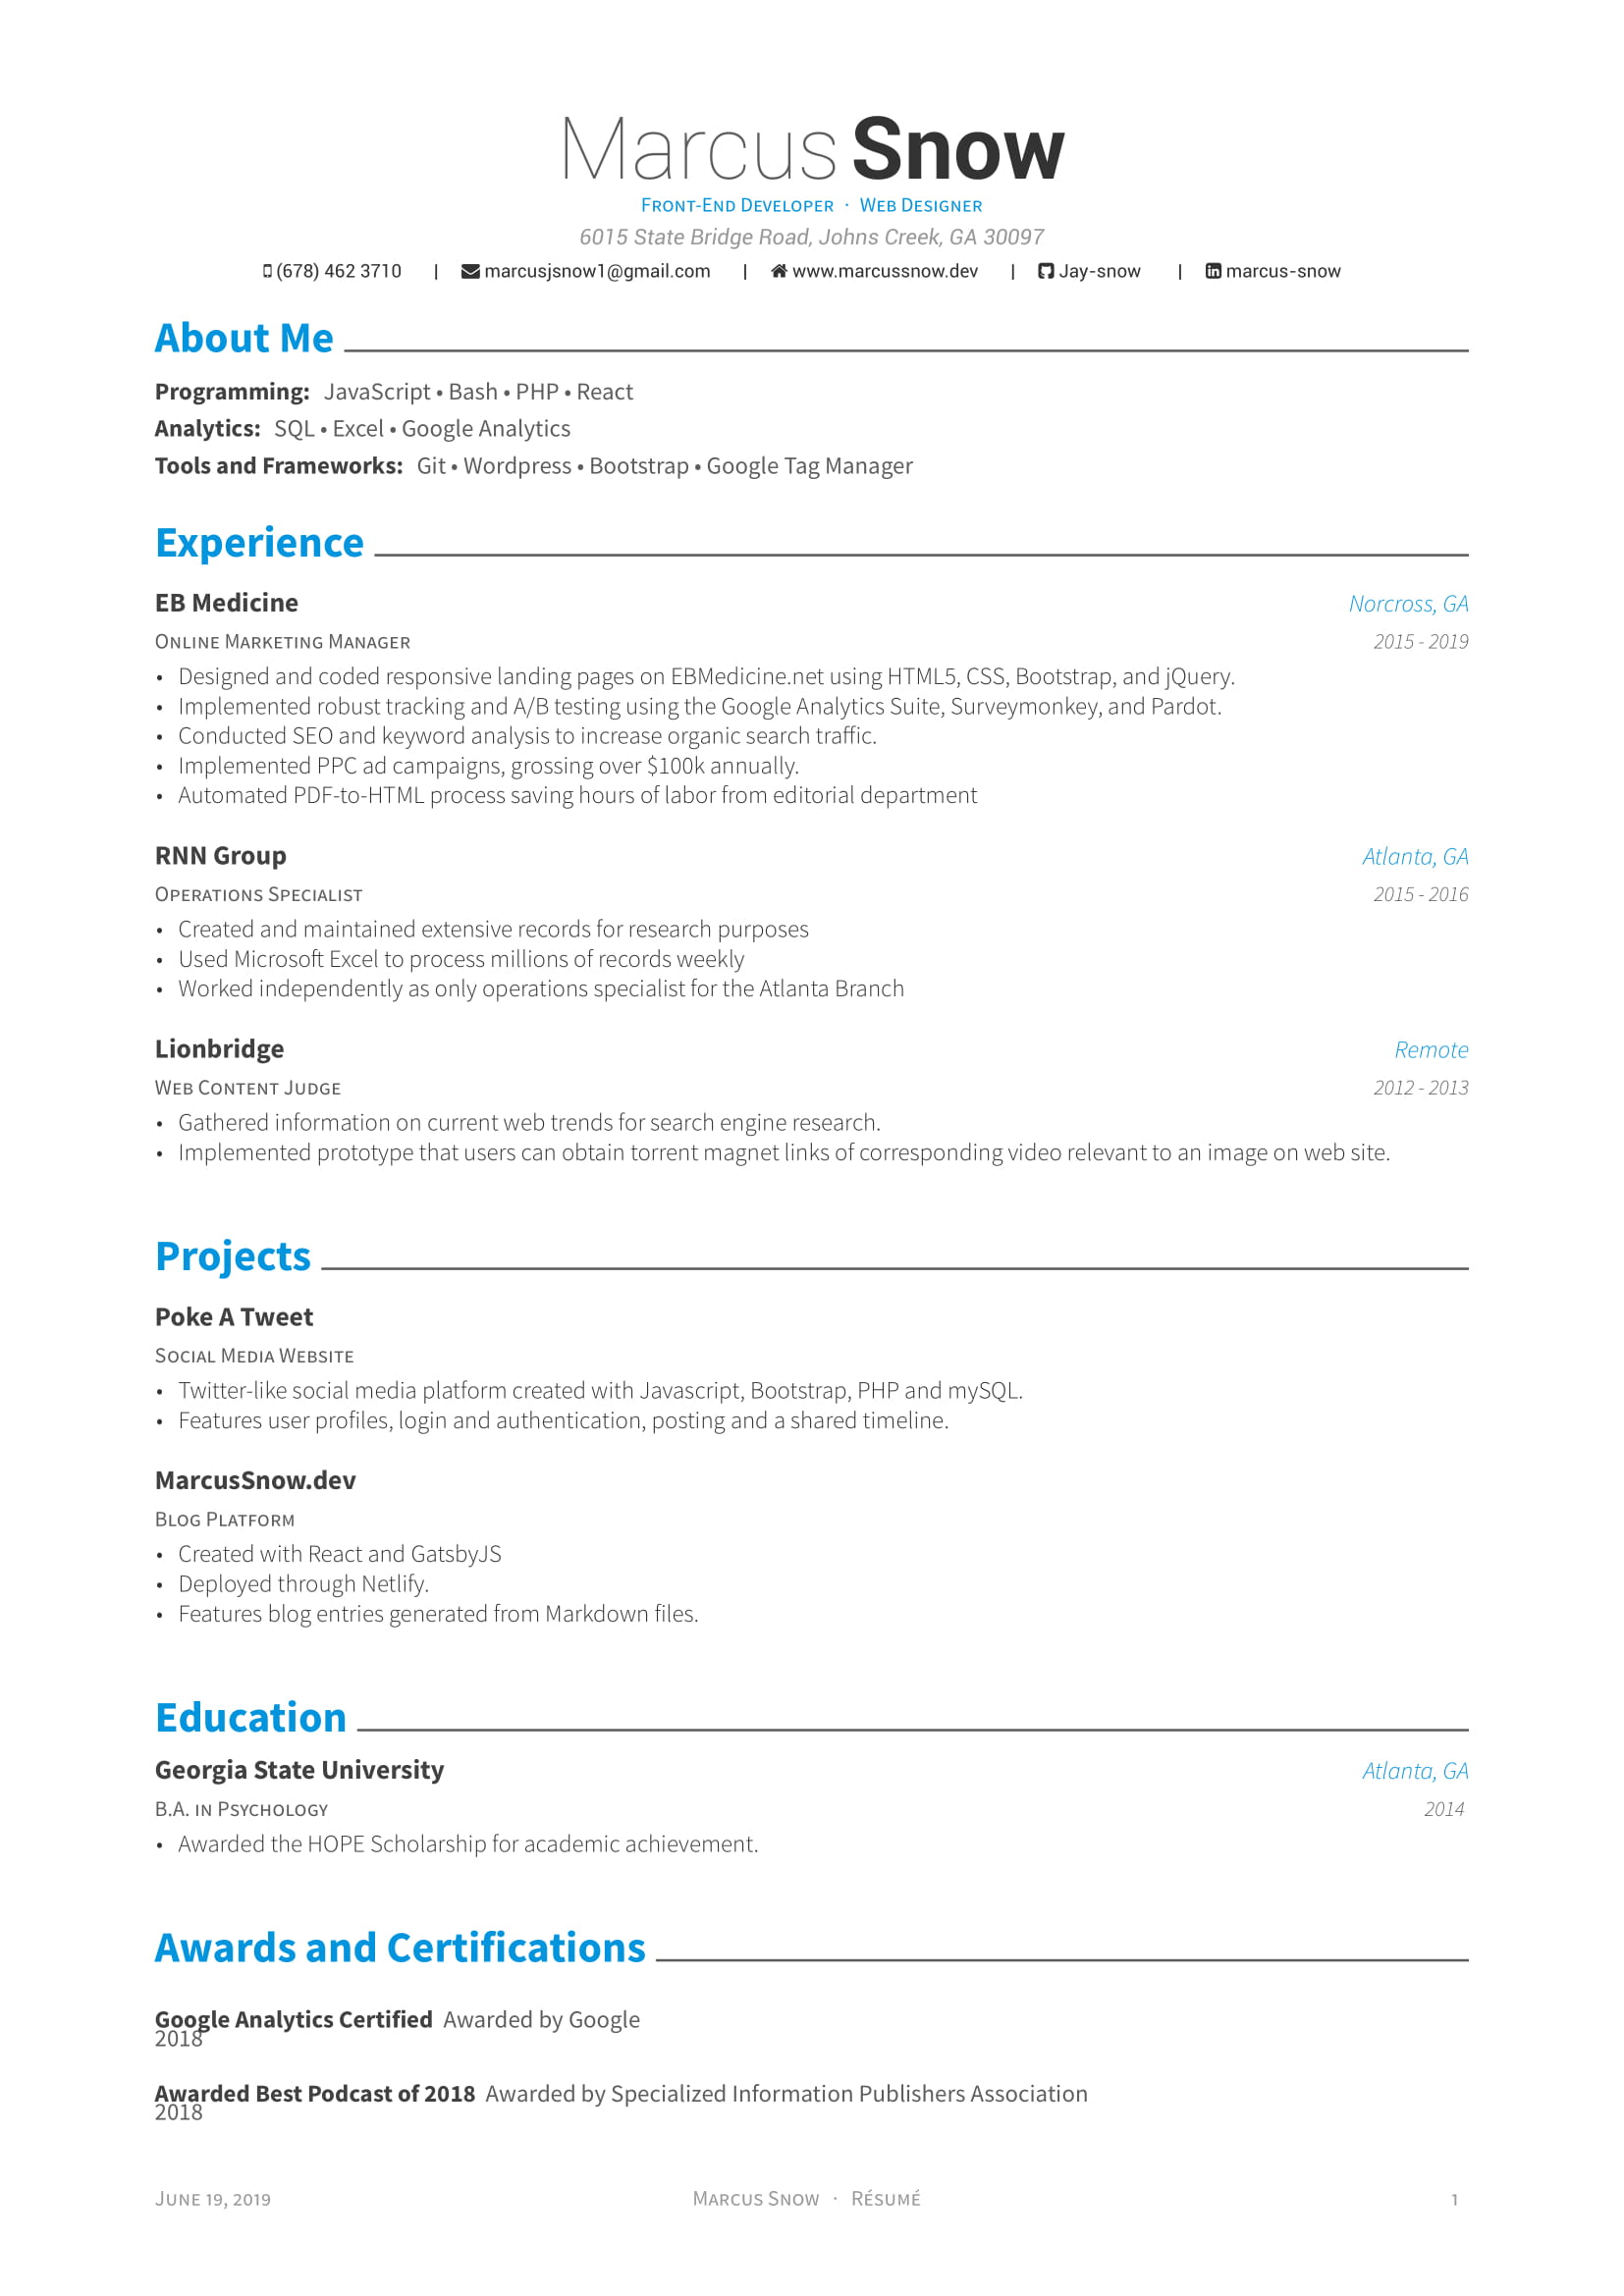 Marcus Snow
Front-End Developer · Web Designer
6015 State Bridge Road, Johns Creek, GA 30097
(678) 462 3710 | marcusjsnow1@gmail.com | www.marcussnow.dev | Jay-snow | marcus-snow
About Me
Programming: JavaScript • Bash • PHP • React
Analytics: SQL • Excel • Google Analytics
Tools and Frameworks: Git • Wordpress • Bootstrap • Google Tag Manager
Experience
EB Medicine Norcross, GA
Online Marketing Manager 2015 - 2019
• Designed and coded responsive landing pages on EBMedicine.net using HTML5, CSS, Bootstrap, and jQuery.
• Implemented robust tracking and A/B testing using the Google Analytics Suite, Surveymonkey, and Pardot.
• Conducted SEO and keyword analysis to increase organic search traffic.
• Implemented PPC ad campaigns, grossing over $100k annually.
• Automated PDF-to-HTML process saving hours of labor from editorial department
RNN Group Atlanta, GA
Operations Specialist 2015 - 2016
• Created and maintained extensive records for research purposes
• Used Microsoft Excel to process millions of records weekly
• Worked independently as only operations specialist for the Atlanta Branch
Lionbridge Remote
Web Content Judge 2012 - 2013
• Gathered information on current web trends for search engine research.
• Implemented prototype that users can obtain torrent magnet links of corresponding video relevant to an image on web site.
Projects
Poke A Tweet
Social Media Website
• Twitter-like social media platform created with Javascript, Bootstrap, PHP and mySQL.
• Features user profiles, login and authentication, posting and a shared timeline.
MarcusSnow.dev
Blog Platform
• Created with React and GatsbyJS
• Deployed through Netlify.
• Features blog entries generated from Markdown files.
Education
Georgia State University Atlanta, GA
B.A. in Psychology 2014
• Awarded the HOPE Scholarship for academic achievement.
Awards and Certifications
Google Analytics Certified Awarded by Google
2018
Awarded Best Podcast of 2018 Awarded by Specialized Information Publishers Association
2018
June 19, 2019 Marcus Snow · Résumé 1